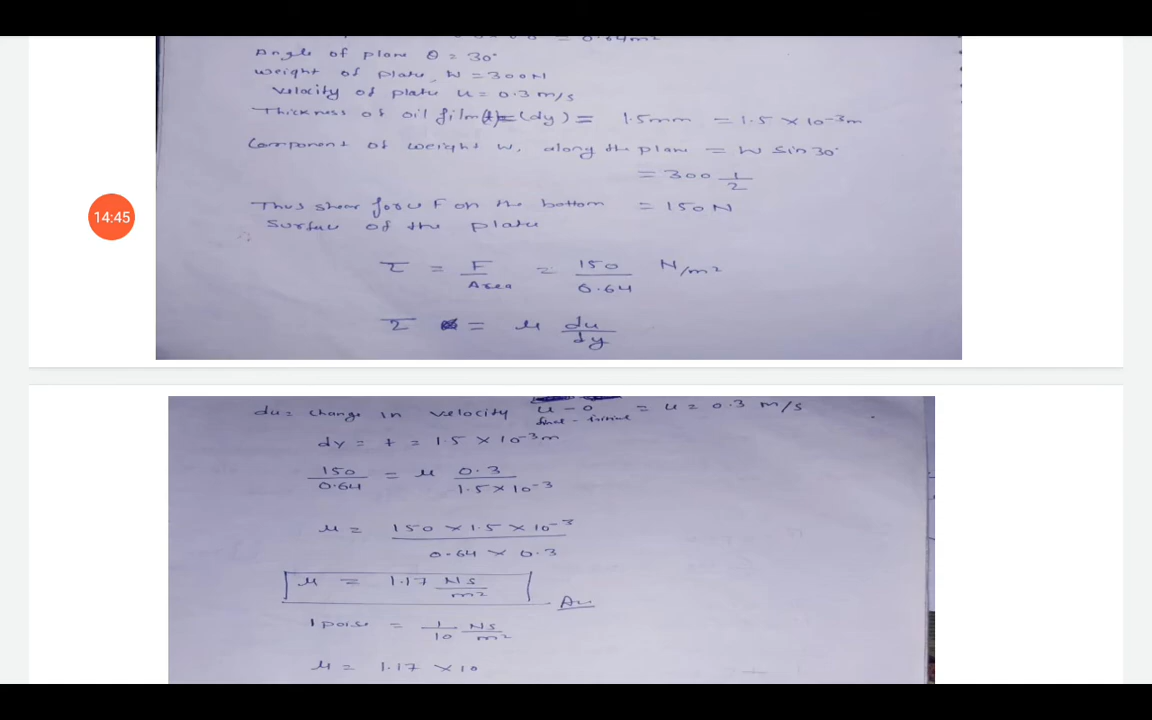 = 0.64m²
Angle of plane θ = 30°
Weight of plate, W = 300N
Velocity of plate u = 0.3 m/s
Thickness of oil film(t)=(dy) = 1.5mm = 1.5 × 10⁻³m
Component of weight W, along the plane = W sin 30°
= 300 1/2
14:45
Thus shear force F on the bottom = 150 N
Surface of the plate
τ = F/Area = 150/0.64 N/m²
τ = μ du/dy
du = change in velocity u - 0 = u = 0.3 m/s
dy = t = 1.5 × 10⁻³m
150/0.64 = μ 0.3/1.5 × 10⁻³
μ = 150 × 1.5 × 10⁻³/0.64 × 0.3
μ = 1.17 Ns/m²
Ans
1 poise = 1/10 Ns/m²
μ = 1.17 × 10